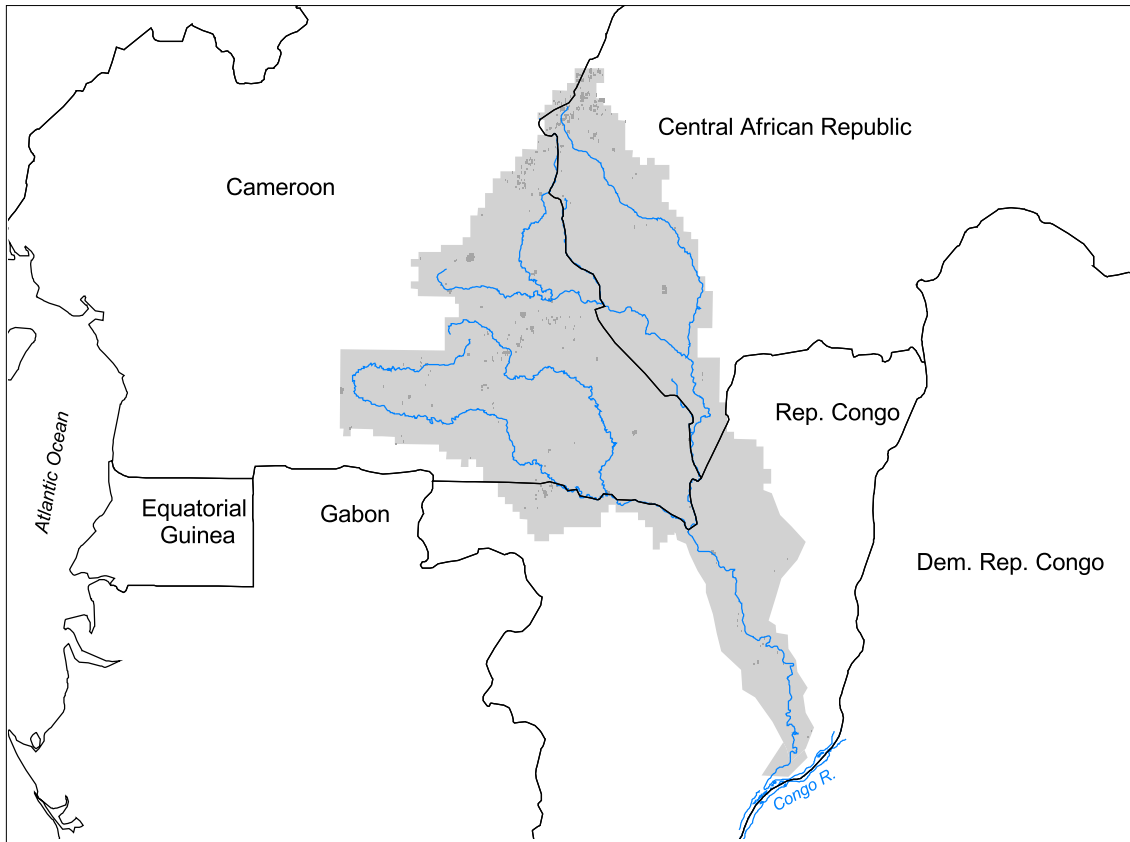 Central African Republic
Cameroon
Rep. Congo
Atlantic Ocean
Equatorial
Guinea
Gabon
Dem. Rep. Congo
Congo R.